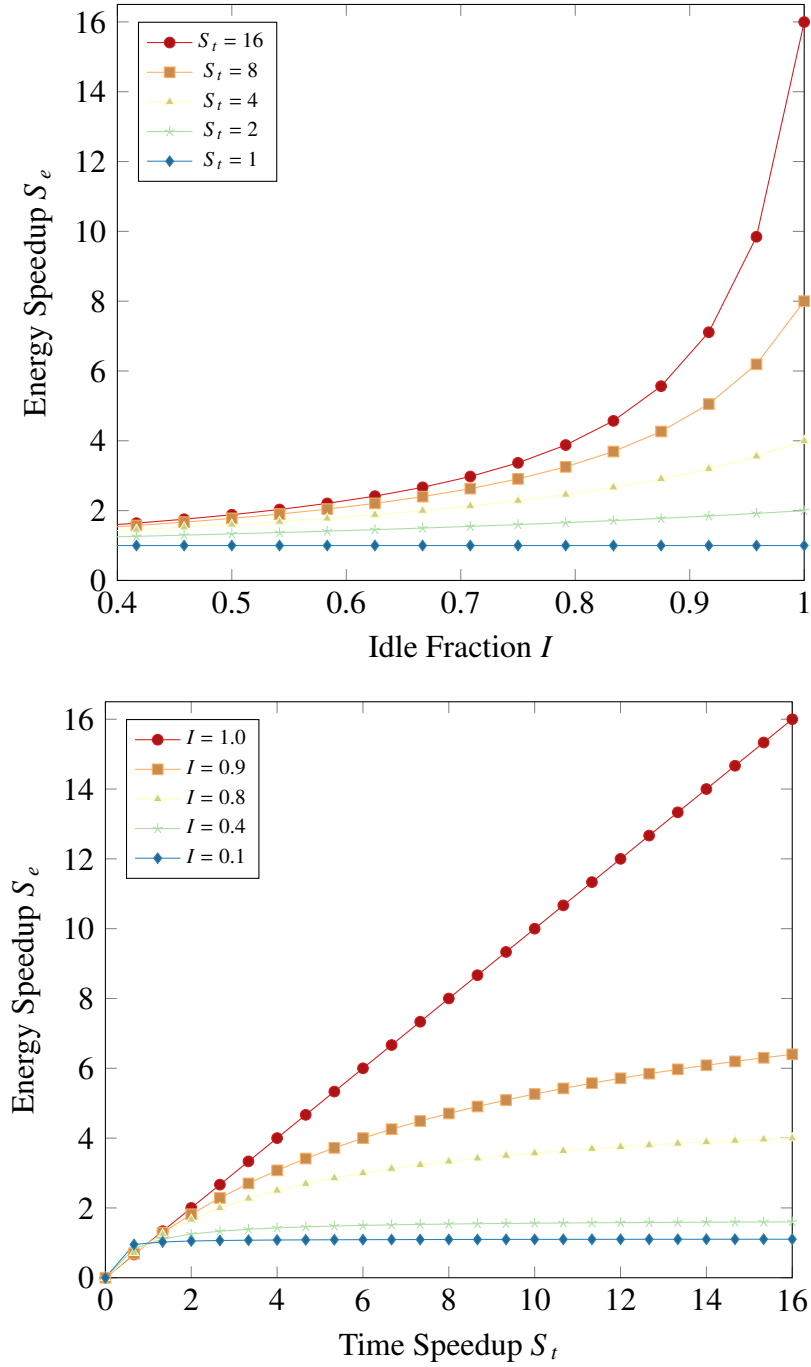 16
14
12
10
8
6
4
2
0
Energy Speedup S_e
S_t = 16
S_t = 8
S_t = 4
S_t = 2
S_t = 1
0.4 0.5 0.6 0.7 0.8 0.9 1
Idle Fraction I
16
14
12
10
8
6
4
2
0
Energy Speedup S_e
I = 1.0
I = 0.9
I = 0.8
I = 0.4
I = 0.1
0 2 4 6 8 10 12 14 16
Time Speedup S_t